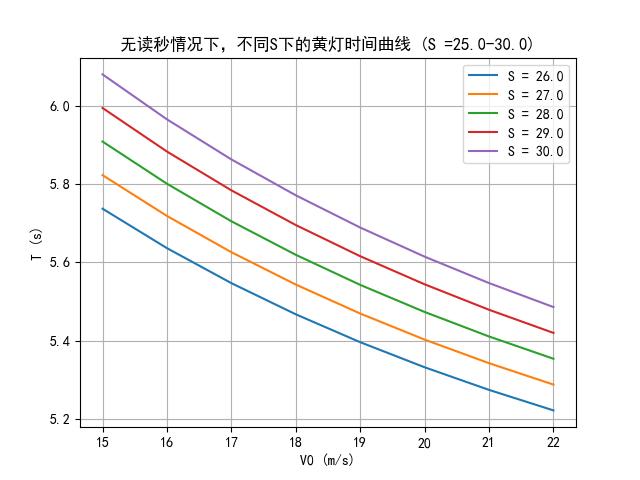 无读秒情况下，不同S下的黄灯时间曲线 (S =25.0-30.0)
S = 26.0
S = 27.0
S = 28.0
S = 29.0
S = 30.0
6.0
5.8
5.6
5.4
5.2
T (s)
15 16 17 18 19 20 21 22
V0 (m/s)